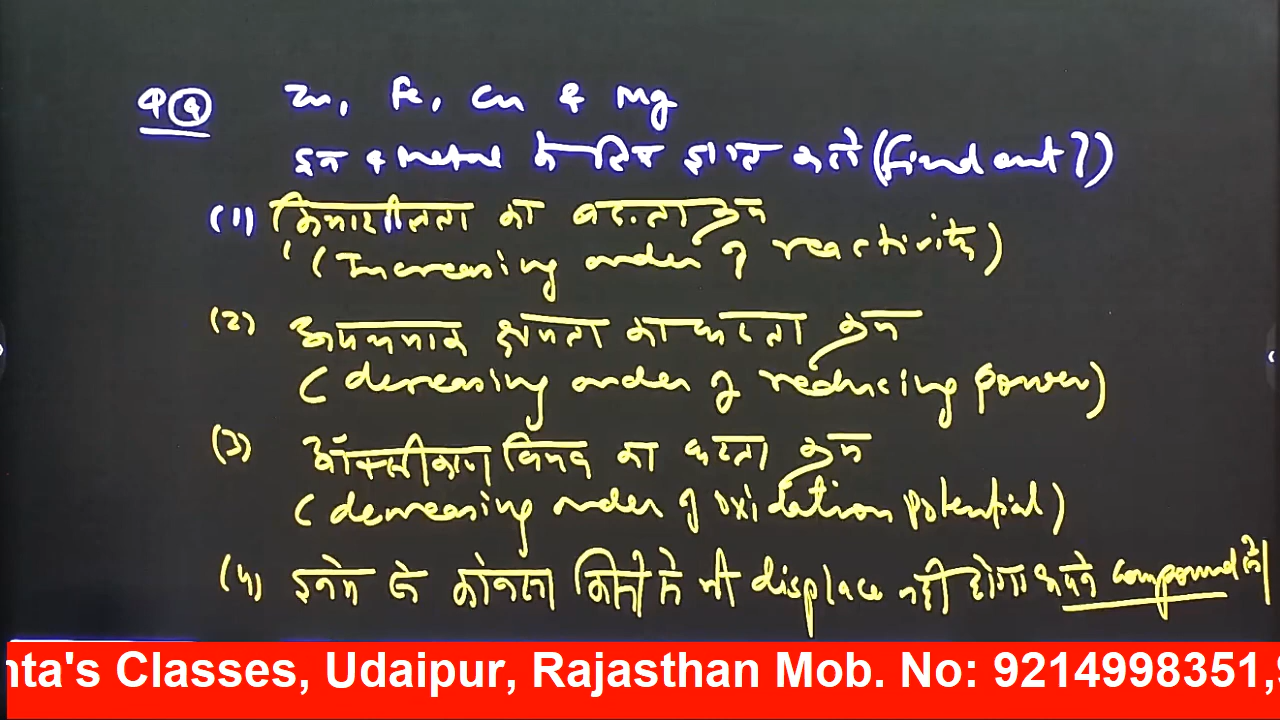 Q④ Zn, Fe, Cu & Mg
इन 4 metal के लिए ज्ञात करो (find out?)
(1) क्रियाशीलता का बढ़ता क्रम
(Increasing order of reactivity)
(2) अपचायक क्षमता का घटता क्रम
(decreasing order of reducing power)
(3) ऑक्सीकरण विभव का घटता क्रम
(decreasing order of oxidation potential)
(4) इनमे से कौनसा किसी से भी displace नही होगा अपने compound से।
nta's Classes, Udaipur, Rajasthan Mob. No: 9214998351,